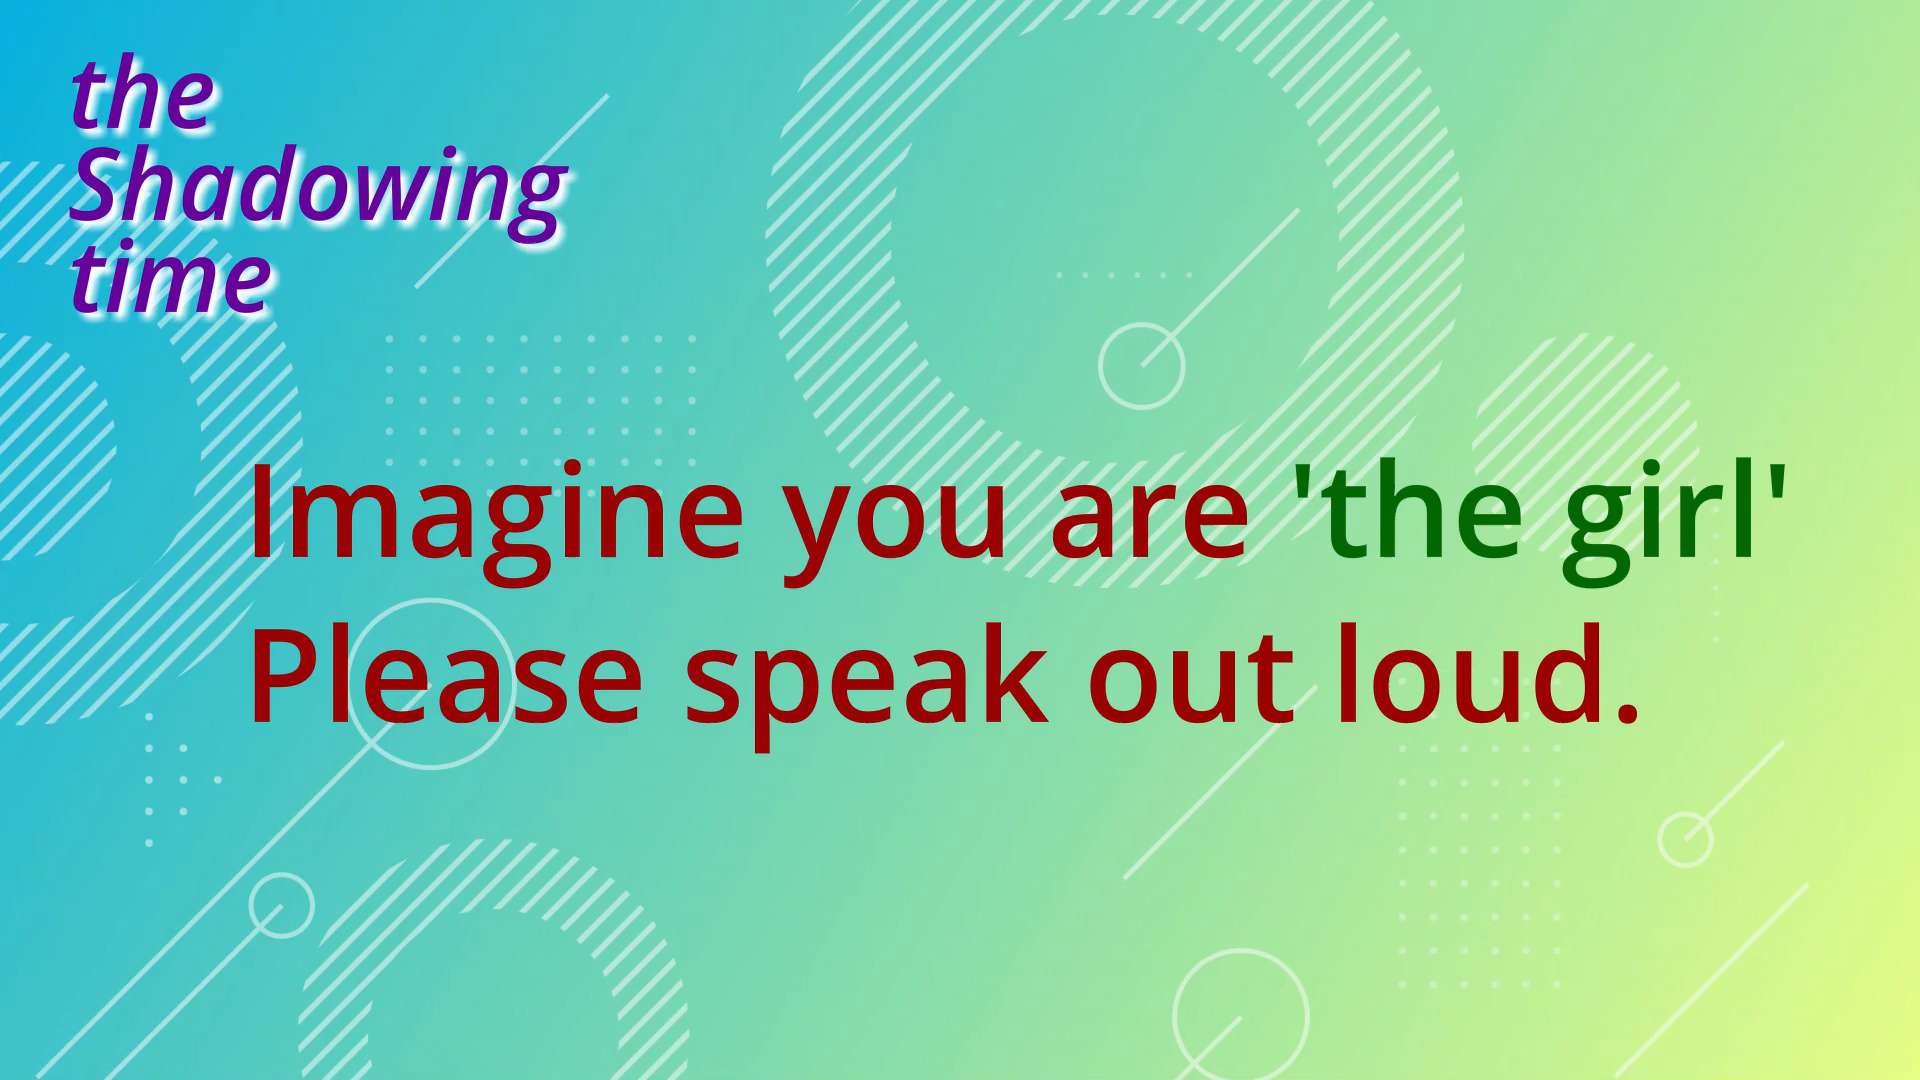 the
Shadowing
time
Imagine you are 'the girl'
Please speak out loud.